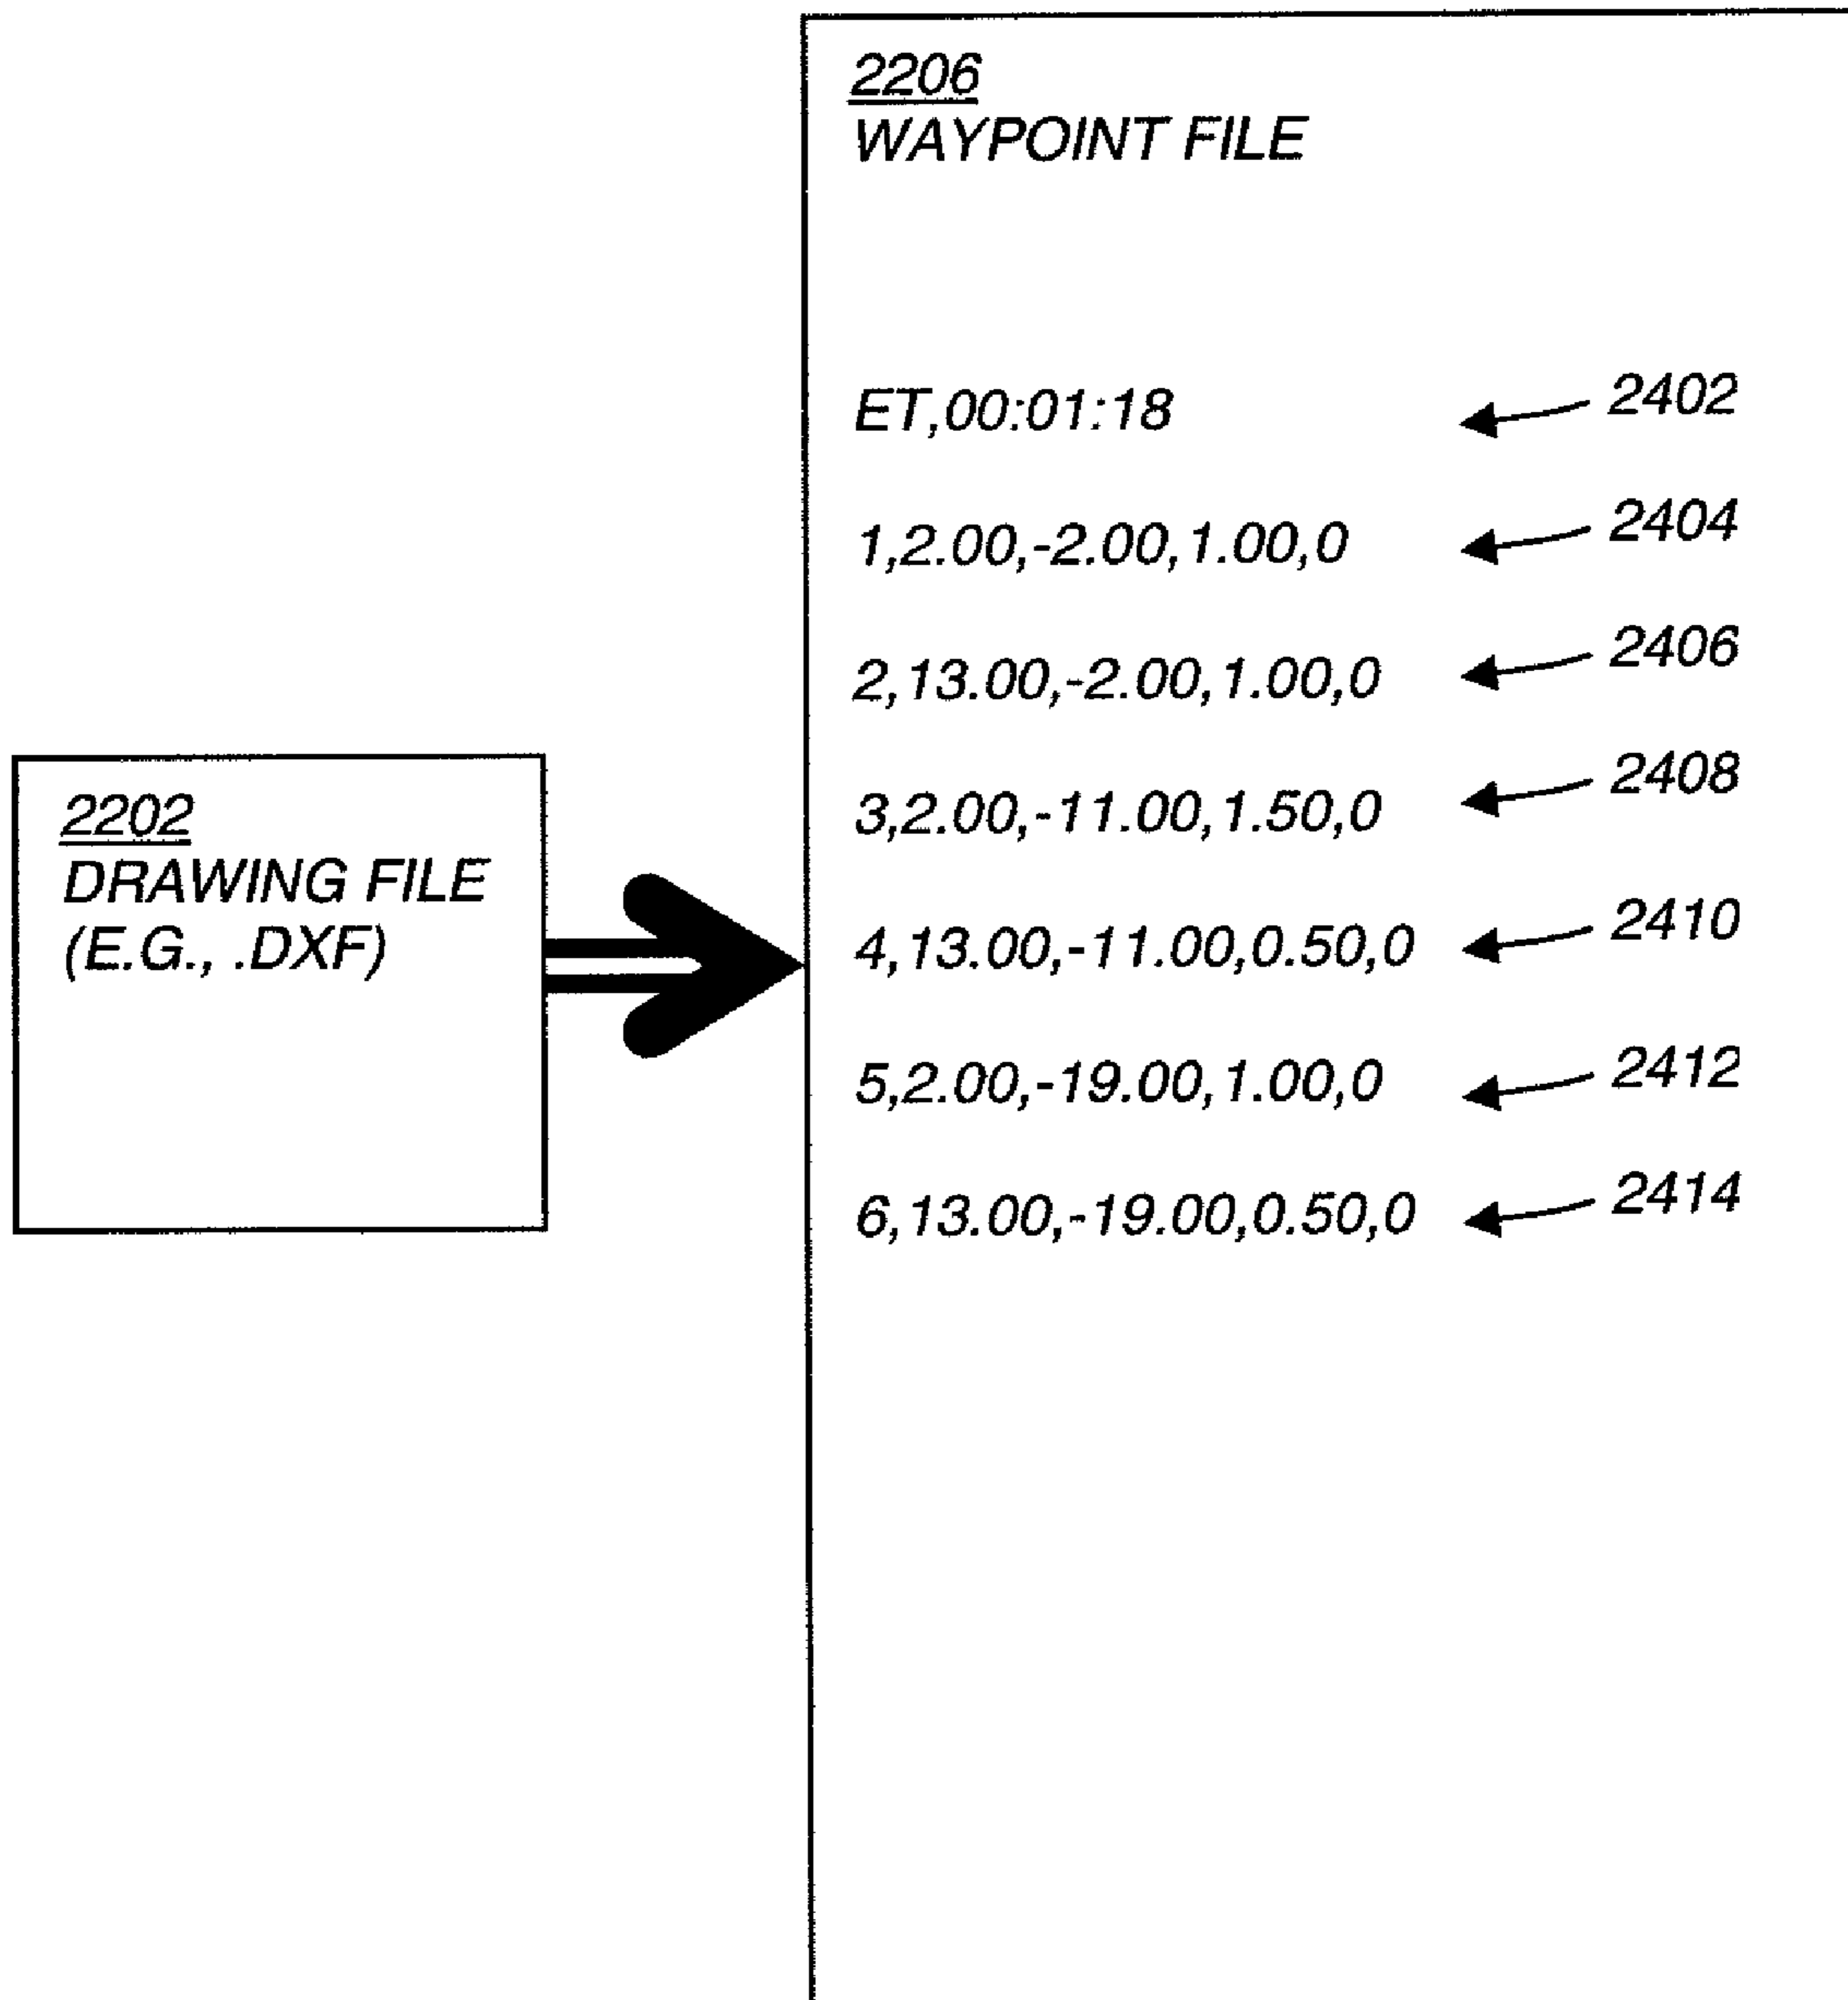 2202
DRAWING FILE
(E.G., .DXF)
2206
WAYPOINT FILE
ET,00:01:18 2402
1,2.00,-2.00,1.00,0 2404
2,13.00,-2.00,1.00,0 2406
3,2.00,-11.00,1.50,0 2408
4,13.00,-11.00,0.50,0 2410
5,2.00,-19.00,1.00,0 2412
6,13.00,-19.00,0.50,0 2414